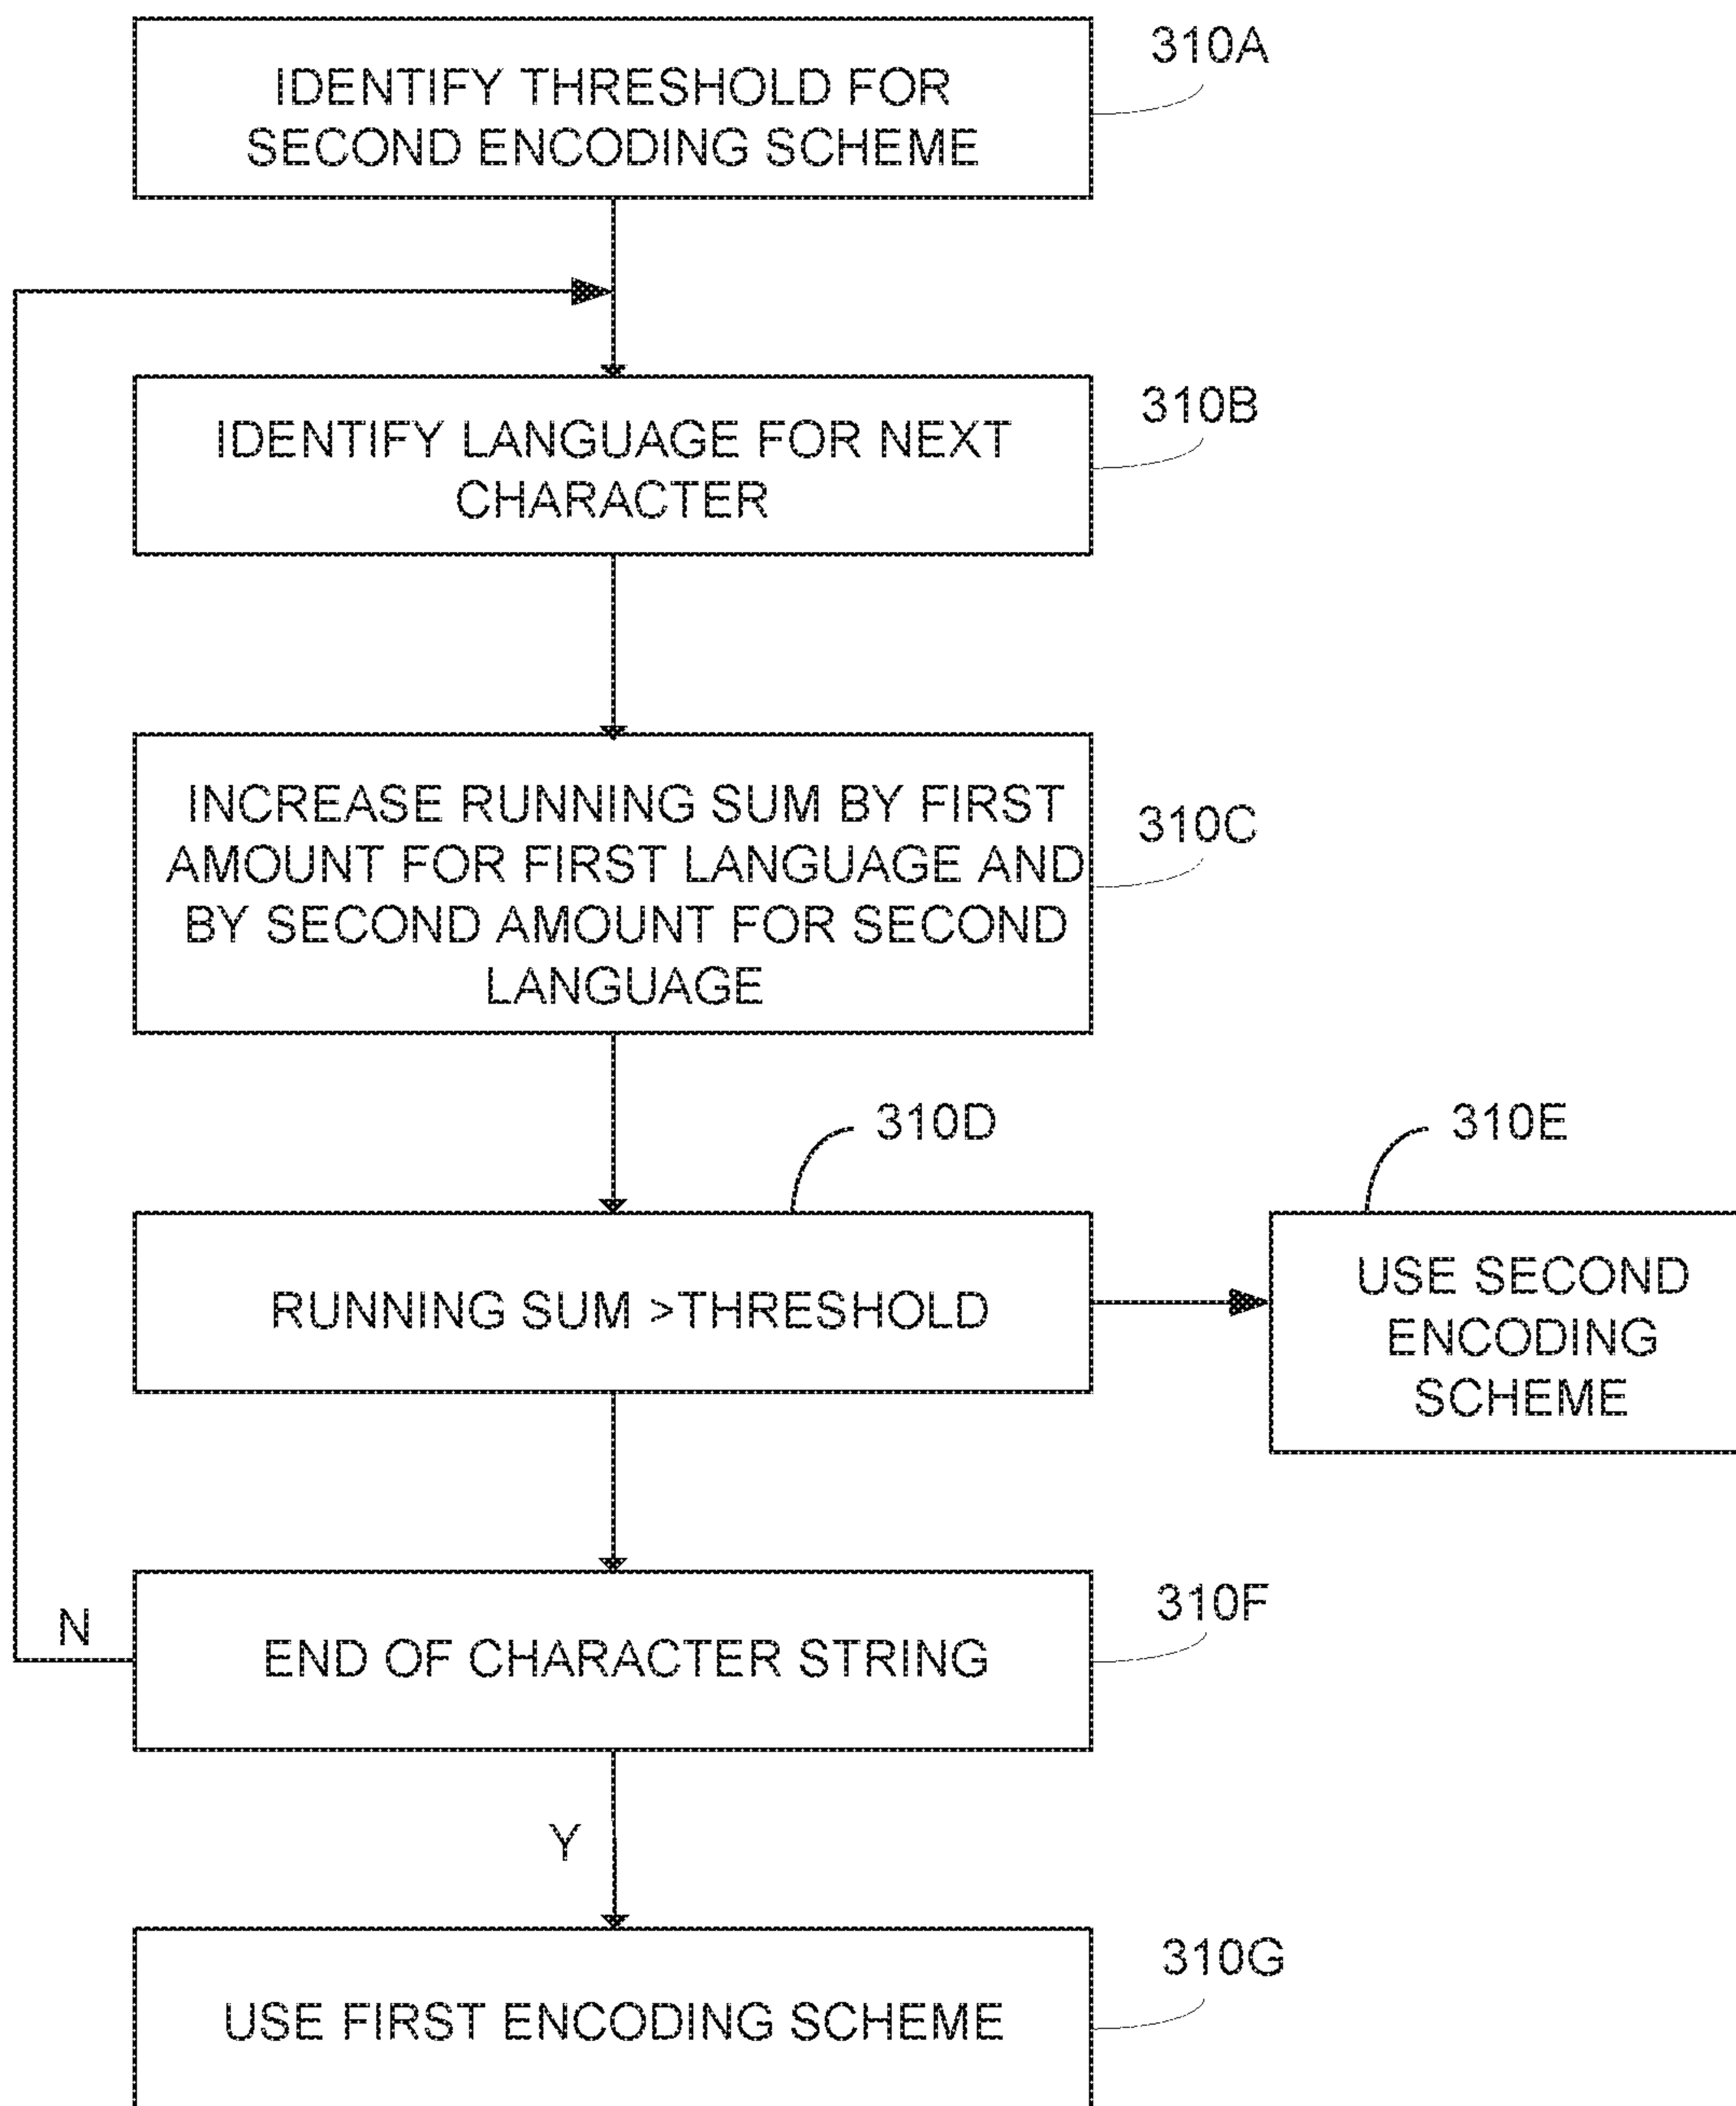 310A
IDENTIFY THRESHOLD FOR
SECOND ENCODING SCHEME
310B
IDENTIFY LANGUAGE FOR NEXT
CHARACTER
310C
INCREASE RUNNING SUM BY FIRST
AMOUNT FOR FIRST LANGUAGE AND
BY SECOND AMOUNT FOR SECOND
LANGUAGE
310D
310E
RUNNING SUM >THRESHOLD
USE SECOND
ENCODING
SCHEME
310F
N
END OF CHARACTER STRING
Y
310G
USE FIRST ENCODING SCHEME